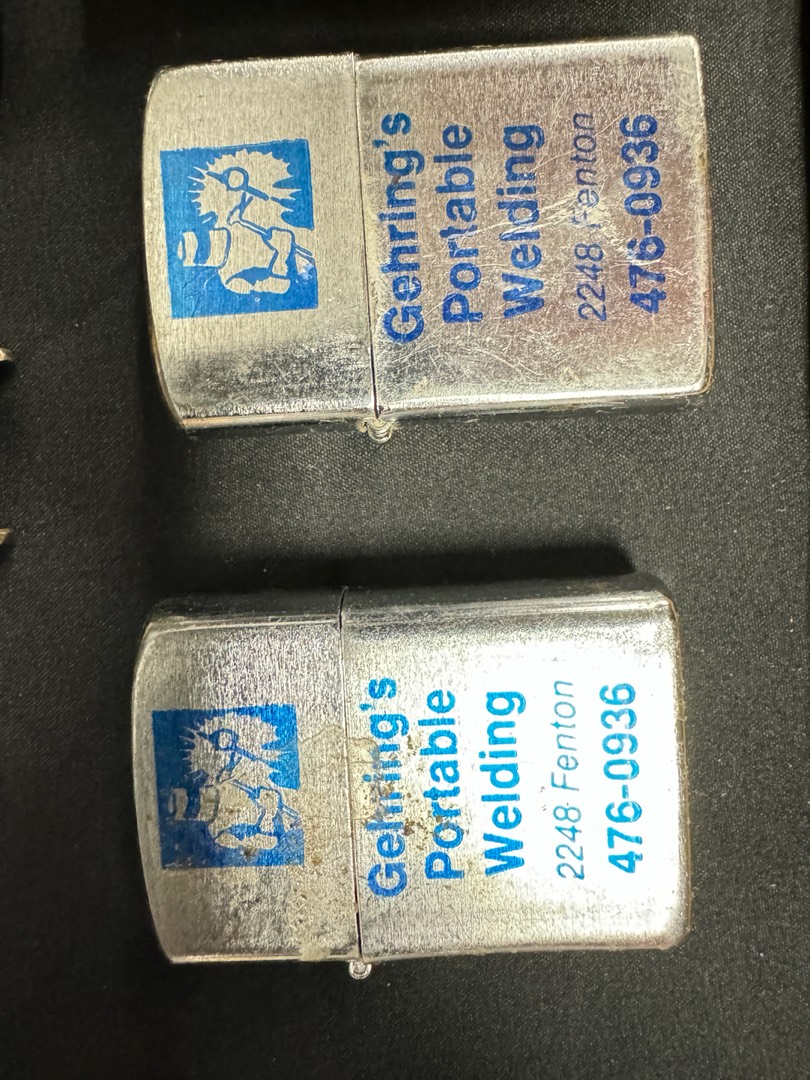 Gehring's
Portable
Welding
2248 Fenton
476-0936
Gehring's
Portable
Welding
2248 Fenton
476-0936